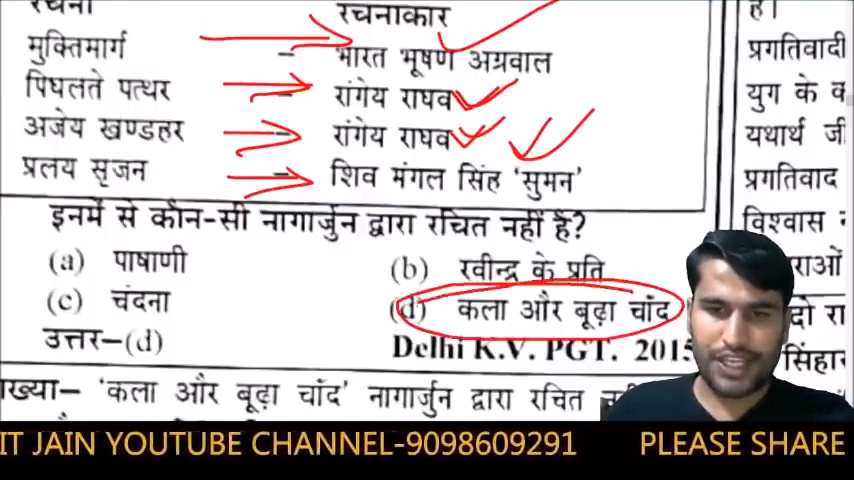 रचना रचनाकार
मुक्तिमार्ग – भारत भूषण अग्रवाल
पिघलते पत्थर – रांगेय राघव
अजेय खण्डहर – रांगेय राघव
प्रलय सृजन – शिव मंगल सिंह 'सुमन'
इनमें से कौन-सी नागार्जुन द्वारा रचित नहीं है?
(a) पाषाणी (b) रवीन्द्र के प्रति
(c) चंदना (d) कला और बूढ़ा चाँद
उत्तर–(d) Delhi K.V. PGT. 2015
'कला और बूढ़ा चाँद' नागार्जुन द्वारा रचित
है।
प्रगतिवादी
युग के
यथार्थ
प्रगतिवाद
विश्वास
IT JAIN YOUTUBE CHANNEL-9098609291 PLEASE SHARE